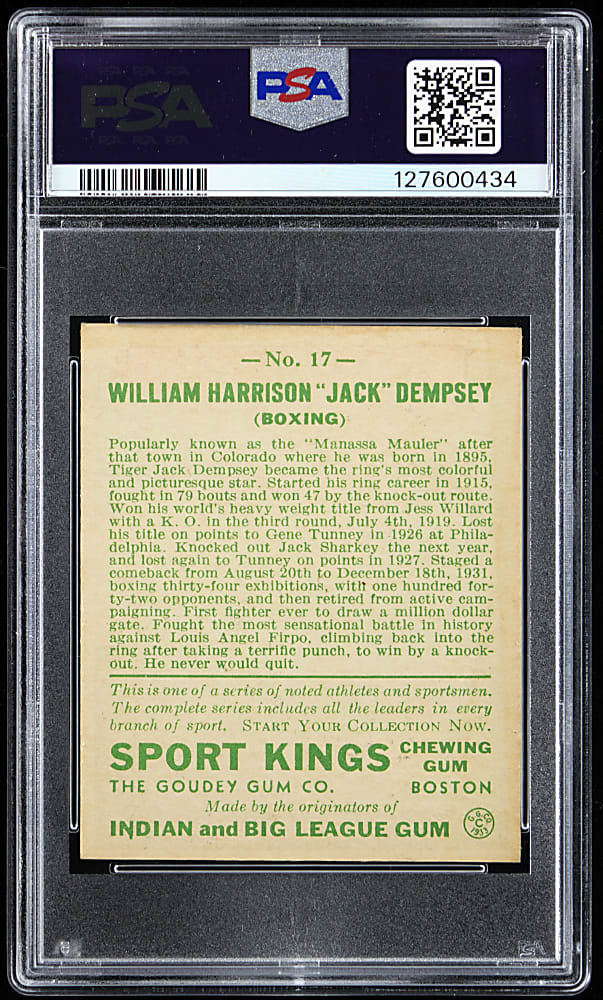 PSA
PSA
127600434
—No. 17—
WILLIAM HARRISON "JACK" DEMPSEY
(BOXING)
Popularly known as the "Manassa Mauler" after
that town in Colorado where he was born in 1895,
Tiger Jack Dempsey became the ring's most colorful
and picturesque star. Started his ring career in 1915,
fought in 79 bouts and won 47 by the knock-out route.
Won his world's heavy weight title from Jess Willard
with a K. O. in the third round, July 4th, 1919. Lost
his title on points to Gene Tunney in 1926 at Phila-
delphia. Knocked out Jack Sharkey the next year,
and lost again to Tunney on points in 1927. Staged a
comeback from August 20th to December 18th, 1931,
boxing thirty-four exhibitions, with one hundred for-
ty-two opponents, and then retired from active cam-
paigning. First fighter ever to draw a million dollar
gate. Fought the most sensational battle in history
against Louis Angel Firpo, climbing back into the
ring after taking a terrific punch, to win by a knock-
out. He never would quit.
This is one of a series of noted athletes and sportsmen.
The complete series includes all the leaders in every
branch of sport. START YOUR COLLECTION NOW.
SPORT KINGS CHEWING GUM
THE GOUDEY GUM CO. BOSTON
Made by the originators of
INDIAN and BIG LEAGUE GUM
G. G. CO.
C
1933
PSA